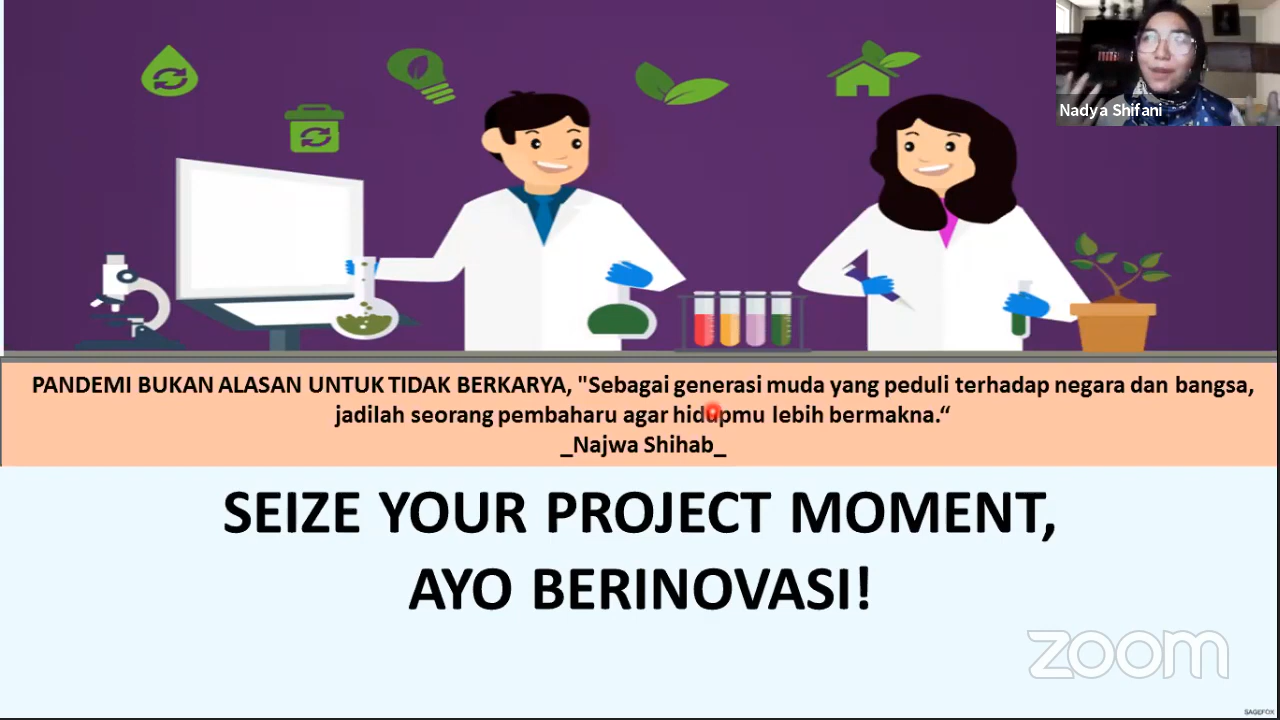 Nadya Shifani
PANDEMI BUKAN ALASAN UNTUK TIDAK BERKARYA, "Sebagai generasi muda yang peduli terhadap negara dan bangsa,
jadilah seorang pembaharu agar hidupmu lebih bermakna.“
_Najwa Shihab_
SEIZE YOUR PROJECT MOMENT,
AYO BERINOVASI!
zoom
SAGEFOX